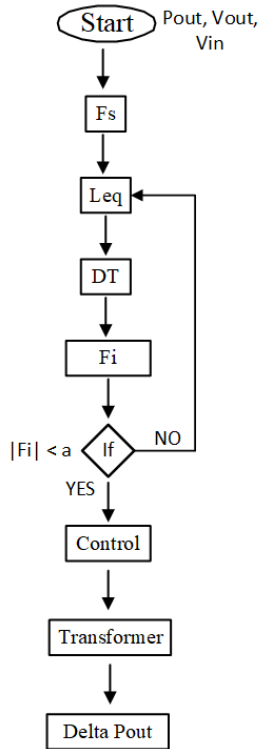 Start
Pout, Vout,
Vin
Fs
Leq
DT
Fi
|Fi| < a
If
NO
YES
Control
Transformer
Delta Pout